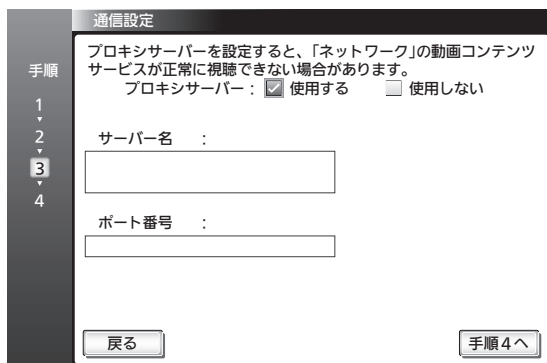 通信設定
手順
1
2
3
4
プロキシサーバーを設定すると、「ネットワーク」の動画コンテンツ
サービスが正常に視聴できない場合があります。
プロキシサーバー： 使用する 使用しない
サーバー名 ：
ポート番号 ：
戻る
手順4へ